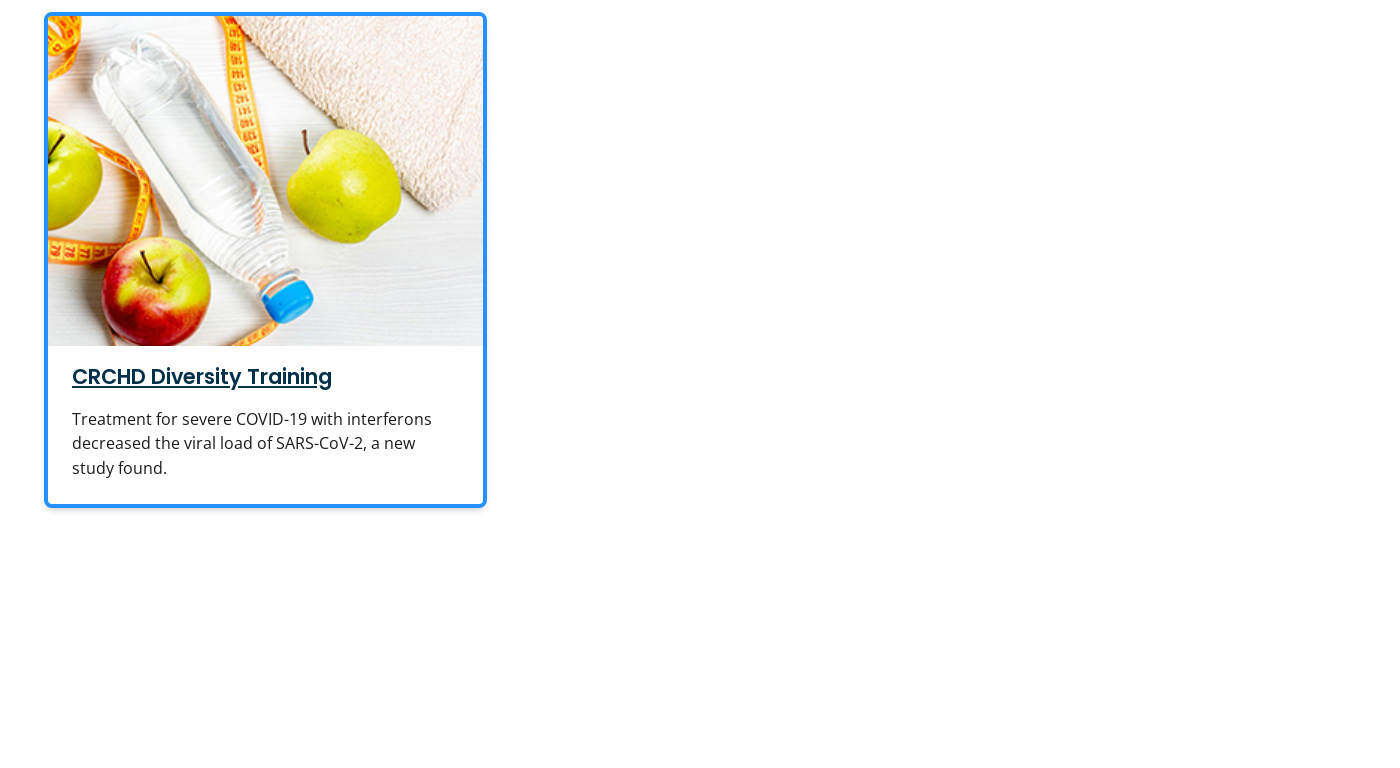 CRCHD Diversity Training
Treatment for severe COVID-19 with interferons
decreased the viral load of SARS-CoV-2, a new
study found.